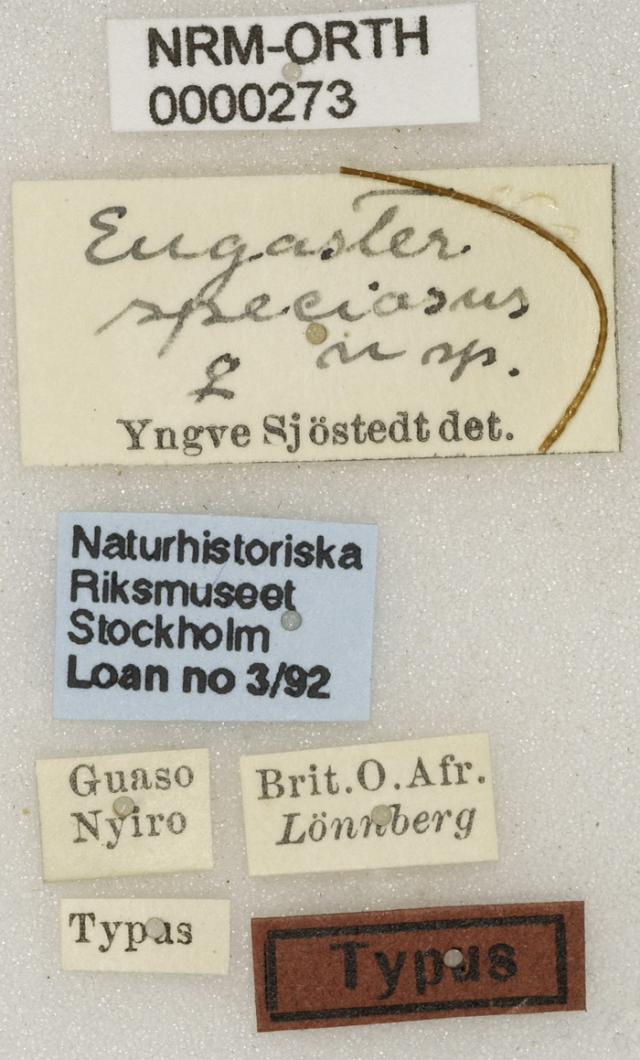 NRM-ORTH
0000273
Eugaster
speciosus
♀ n sp.
Yngve Sjöstedt det.
Naturhistoriska
Riksmuseet
Stockholm
Loan no 3/92
Guaso
Nyiro
Brit.O.Afr.
Lönnberg
Typus
Typus